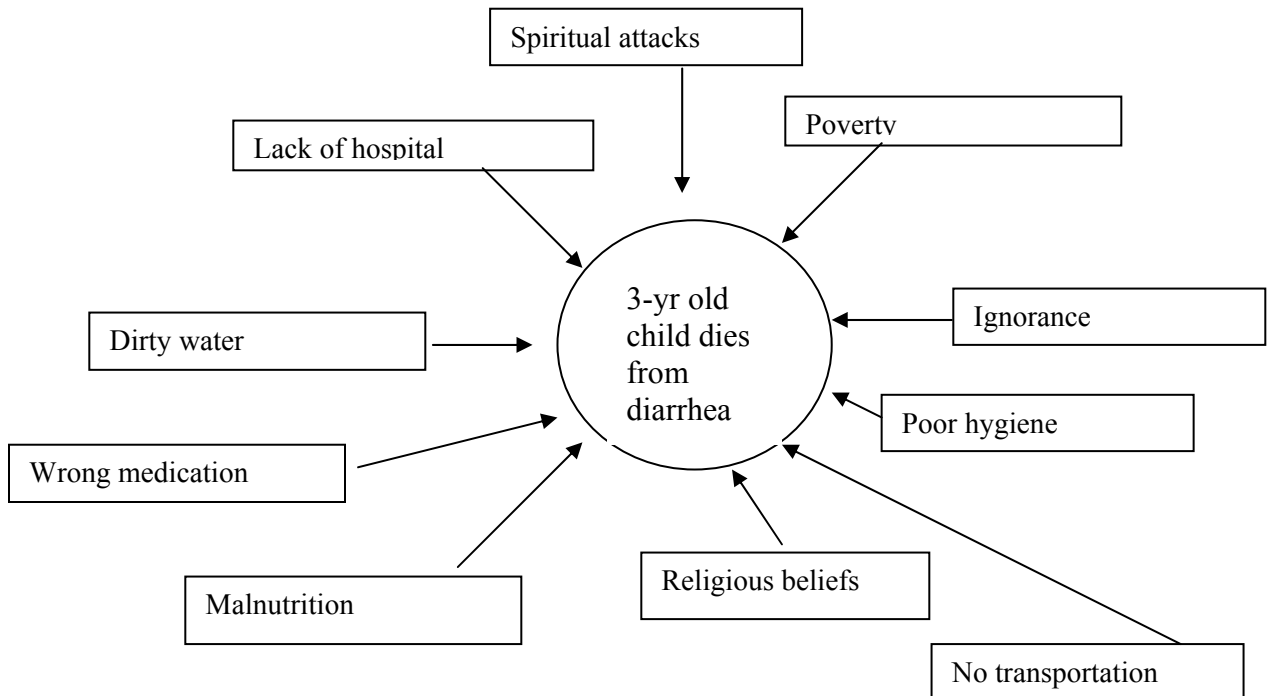 Spiritual attacks
Poverty
Lack of hospital
3-yr old
child dies
from
diarrhea
Ignorance
Dirty water
Poor hygiene
Wrong medication
Religious beliefs
Malnutrition
No transportation